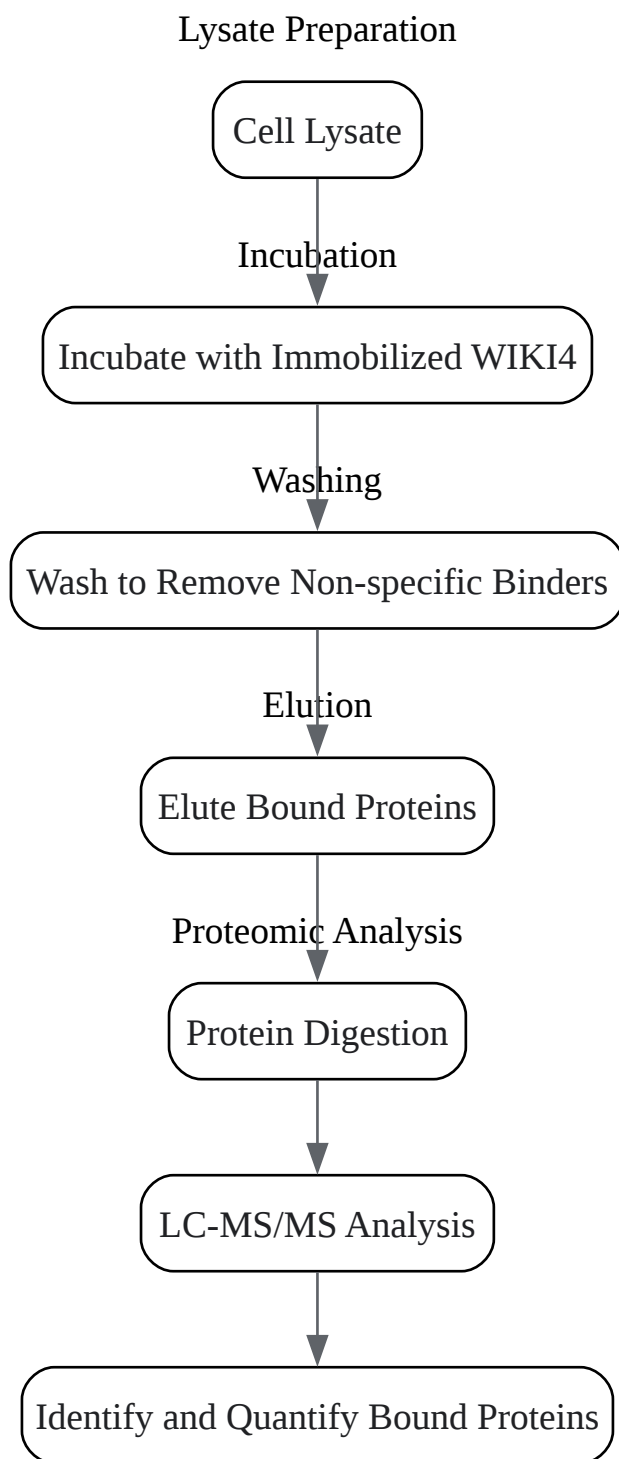 Lysate Preparation
Cell Lysate
Incubation
Incubate with Immobilized WIKI4
Washing
Wash to Remove Non-specific Binders
Elution
Elute Bound Proteins
Proteomic Analysis
Protein Digestion
LC-MS/MS Analysis
Identify and Quantify Bound Proteins